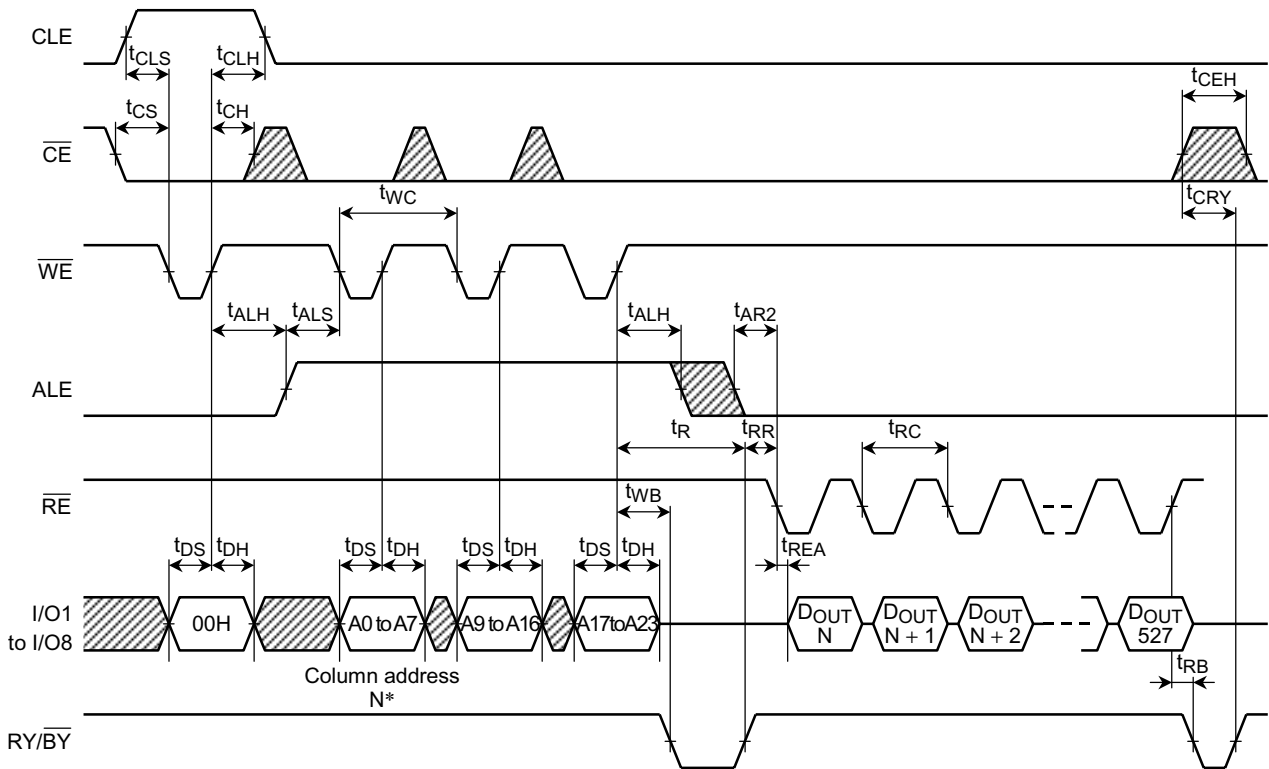 CLE
tCLS
tCLH
tCEH
tCS
tCH
CE
tWC
tCRY
WE
tALH
tALS
tALH
tAR2
ALE
tR
tRR
tRC
tWB
RE
tREA
tDS
tDH
tDS
tDH
tDS
tDH
tDS
tDH
I/O1
to I/O8
00H
A0 to A7
A9 to A16
A17 to A23
DOUT
N
DOUT
N + 1
DOUT
N + 2
DOUT
527
Column address
N*
tRB
RY/BY